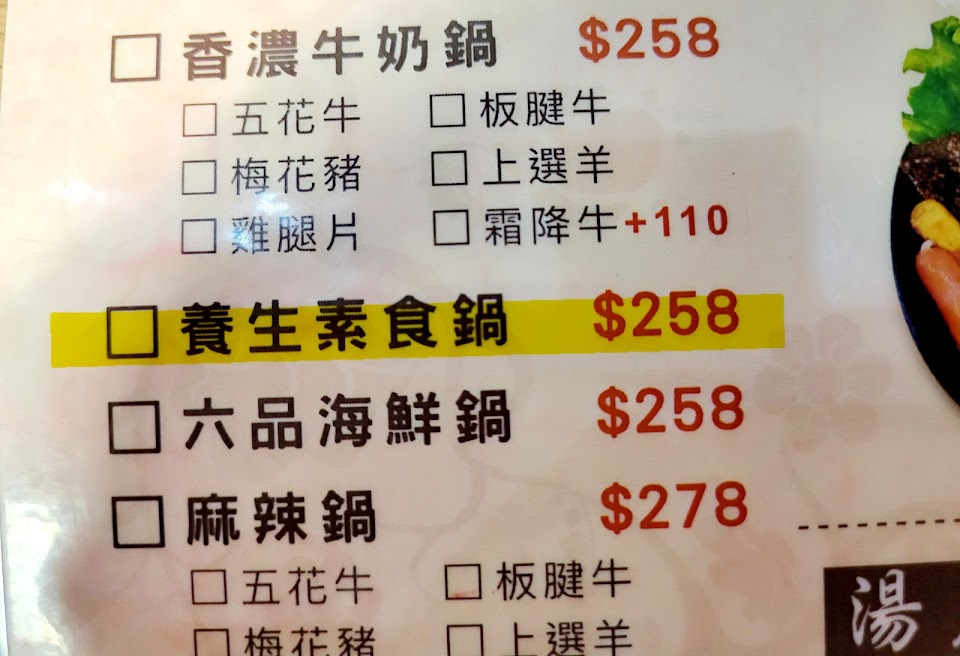 □ 香濃牛奶鍋 $258
□ 五花牛 □ 板腱牛
□ 梅花豬 □ 上選羊
□ 雞腿片 □ 霜降牛+110
□ 養生素食鍋 $258
□ 六品海鮮鍋 $258
□ 麻辣鍋 $278
□ 五花牛 □ 板腱牛
□ 梅花豬 □ 上選羊
湯